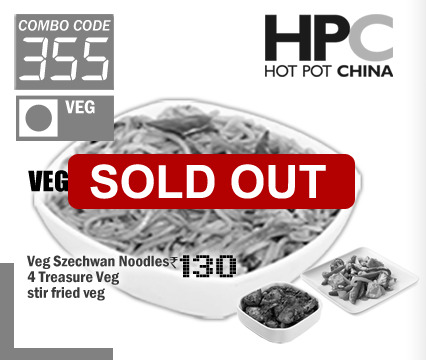 COMBO CODE
355
VEG
HPC
HOT POT CHINA
VEG
SOLD OUT
Veg Szechwan Noodles ₹130
4 Treasure Veg
stir fried veg